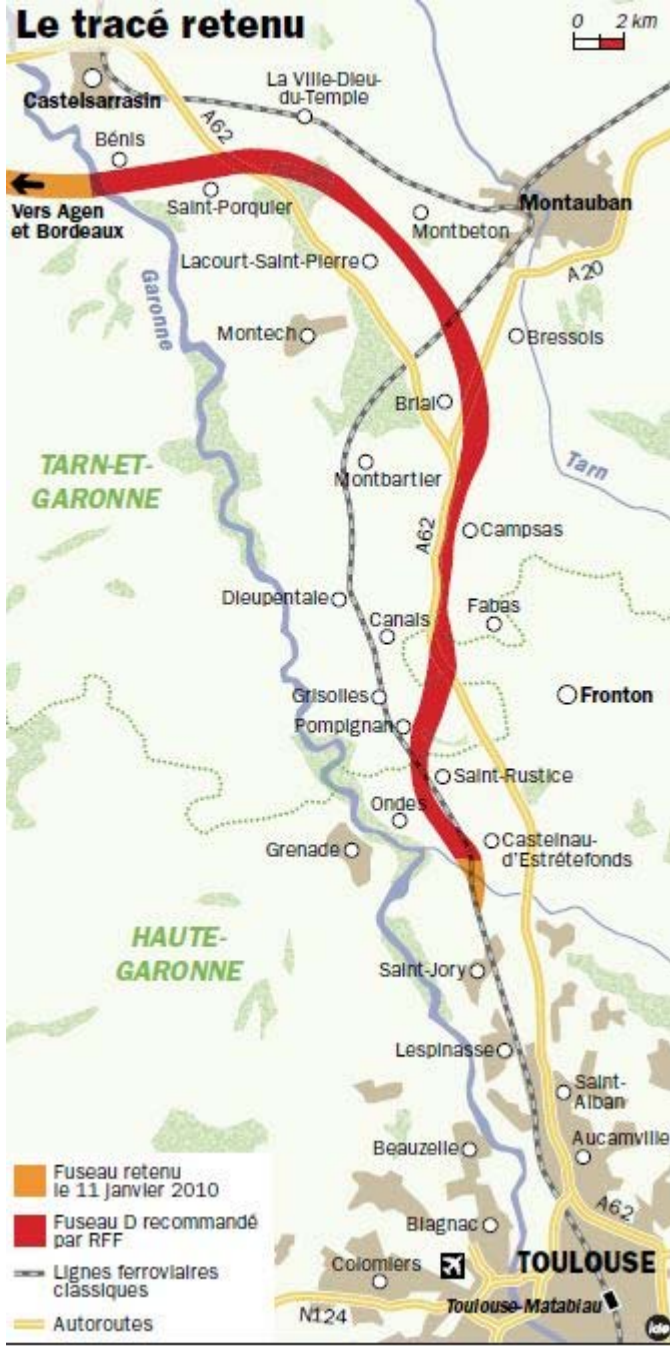 Le tracé retenu
0 2 km
Castelsarrasin
La Ville-Dieu-
du-Temple
A62
Bénis
Vers Agen
et Bordeaux
Saint-Porquier
Montbeton
Montauban
Lacourt-Saint-Pierre
A20
Garonne
Montech
Bressols
Brial
TARN-ET-
GARONNE
Montbartier
Tarn
A62
Campsas
Dieupentale
Canals
Fabas
Grisolles
Fronton
Pompignan
Saint-Rustice
Ondes
Grenade
Castelnau-
d'Estrétefonds
HAUTE-
GARONNE
Saint-Jory
Lespinasse
Saint-
Alban
Aucamville
Beauzelle
Fuseau retenu
le 11 janvier 2010
Fuseau D recommandé
par RFF
Lignes ferroviaires
classiques
Autoroutes
Blagnac
A62
Colomiers
TOULOUSE
Toulouse-Matabiau
N124
ide